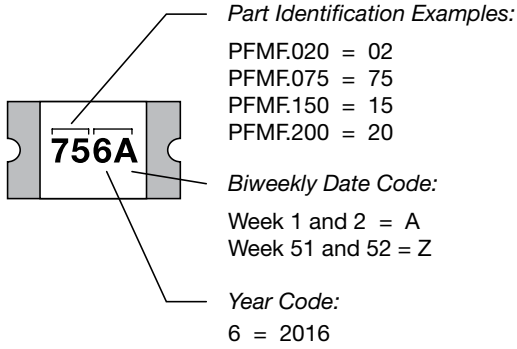 Part Identification Examples:
PFMF.020 = 02
PFMF.075 = 75
PFMF.150 = 15
PFMF.200 = 20
756A
Biweekly Date Code:
Week 1 and 2 = A
Week 51 and 52 = Z
Year Code:
6 = 2016